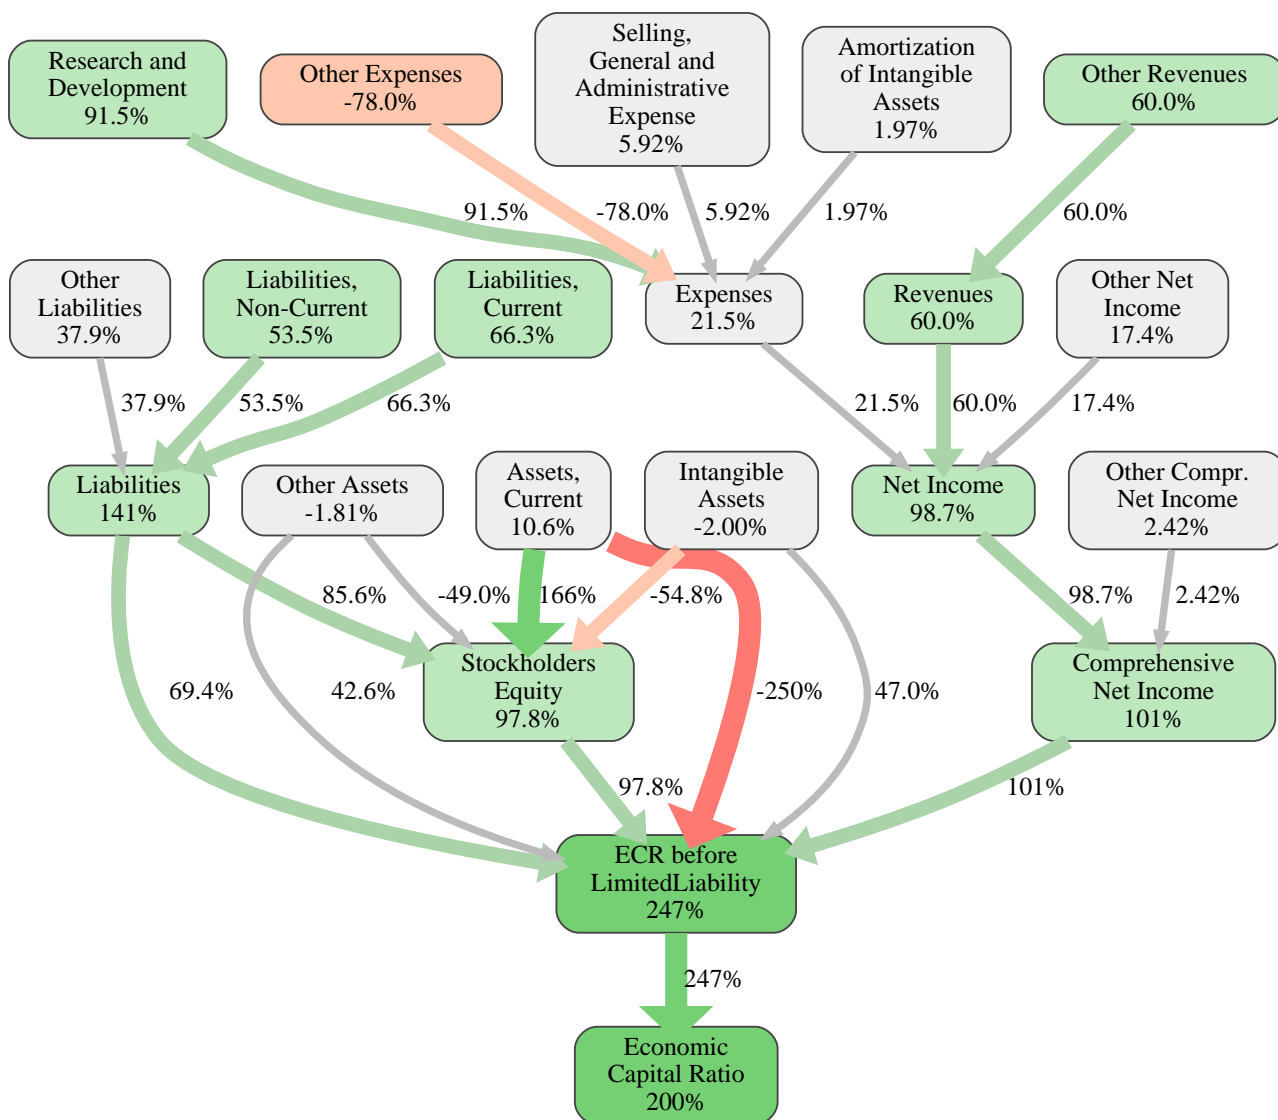 Research and
Development
91.5%
Other Expenses
-78.0%
Selling,
General and
Administrative
Expense
5.92%
Amortization
of Intangible
Assets
1.97%
Other Revenues
60.0%
91.5%
-78.0%
5.92%
1.97%
60.0%
Other
Liabilities
37.9%
Liabilities,
Non-Current
53.5%
Liabilities,
Current
66.3%
Expenses
21.5%
Revenues
60.0%
Other Net
Income
17.4%
37.9%
53.5%
66.3%
21.5%
60.0%
17.4%
Liabilities
141%
Other Assets
-1.81%
Assets,
Current
10.6%
Intangible
Assets
-2.00%
Net Income
98.7%
Other Compr.
Net Income
2.42%
85.6%
-49.0%
166%
-54.8%
98.7%
2.42%
Stockholders
Equity
97.8%
Comprehensive
Net Income
101%
69.4%
42.6%
-250%
47.0%
97.8%
101%
ECR before
LimitedLiability
247%
247%
Economic
Capital Ratio
200%